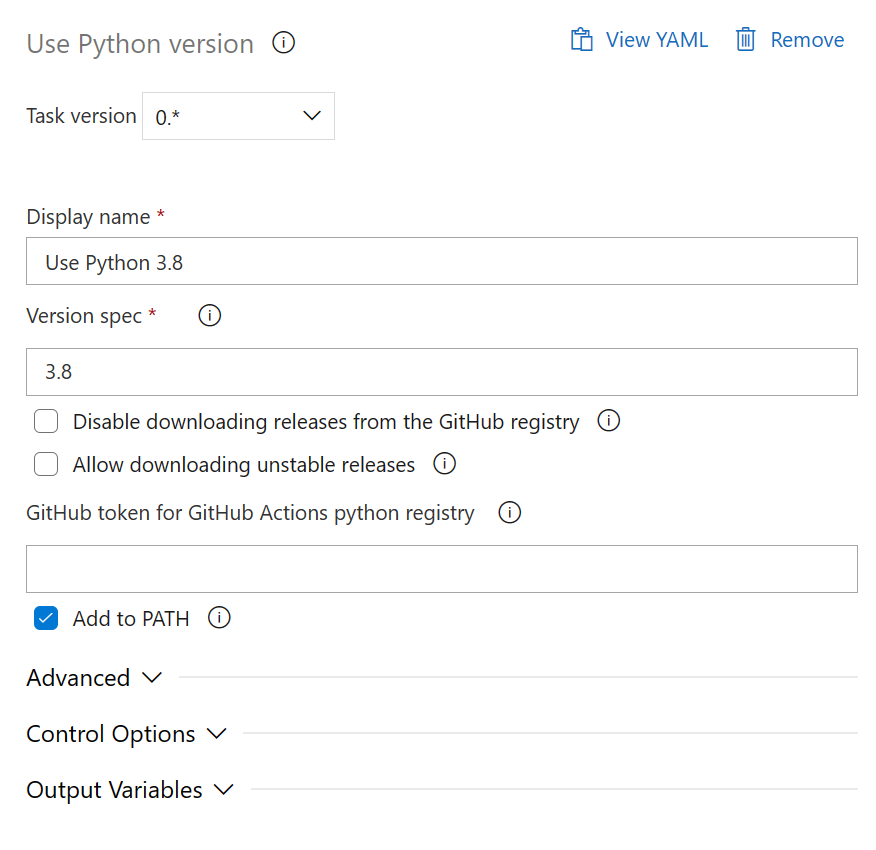 Use Python version
View YAML
Remove
Task version 0.*
Display name *
Use Python 3.8
Version spec *
3.8
Disable downloading releases from the GitHub registry
Allow downloading unstable releases
GitHub token for GitHub Actions python registry
Add to PATH
Advanced
Control Options
Output Variables